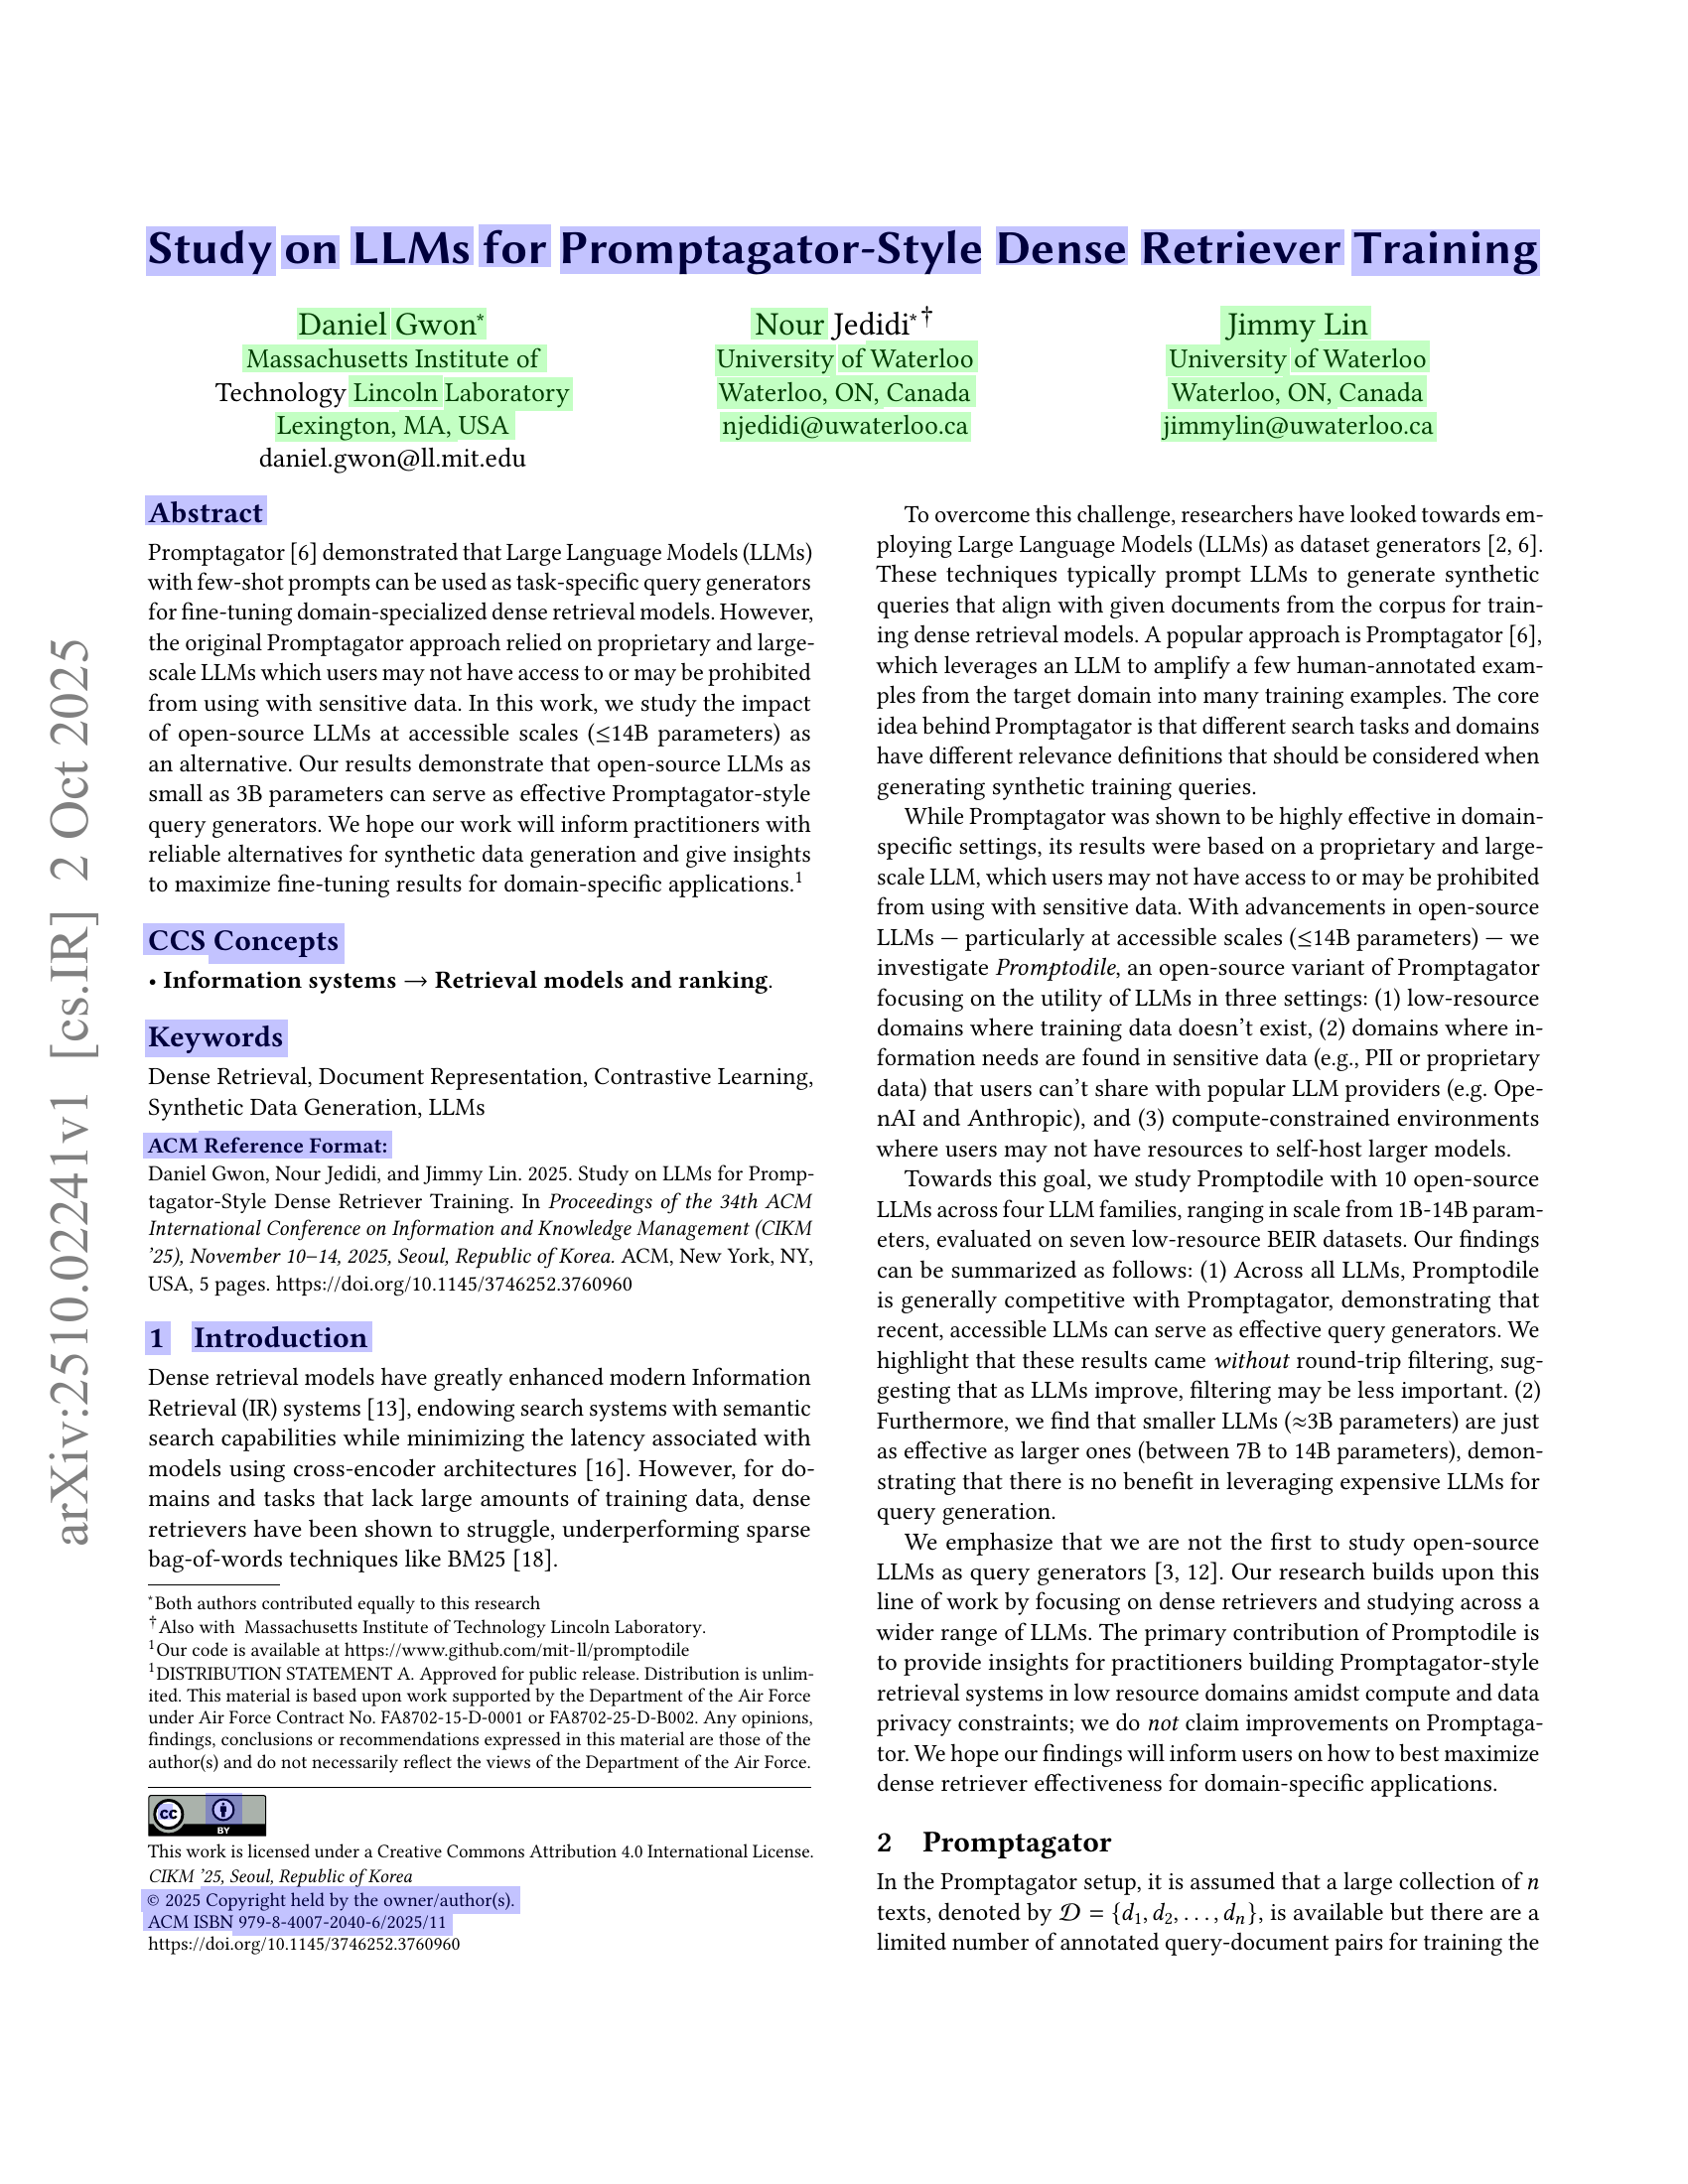 arXiv:2510.02241v1 [cs.IR] 2 Oct 2025
Study on LLMs for Promptagator-Style Dense Retriever Training
Daniel Gwon*
Massachusetts Institute of
Technology Lincoln Laboratory
Lexington, MA, USA
daniel.gwon@ll.mit.edu
Nour Jedidi*†
University of Waterloo
Waterloo, ON, Canada
njedidi@uwaterloo.ca
Jimmy Lin
University of Waterloo
Waterloo, ON, Canada
jimmylin@uwaterloo.ca
Abstract
Promptagator [6] demonstrated that Large Language Models (LLMs)
with few-shot prompts can be used as task-specific query generators
for fine-tuning domain-specialized dense retrieval models. However,
the original Promptagator approach relied on proprietary and large-
scale LLMs which users may not have access to or may be prohibited
from using with sensitive data. In this work, we study the impact
of open-source LLMs at accessible scales (≤14B parameters) as
an alternative. Our results demonstrate that open-source LLMs as
small as 3B parameters can serve as effective Promptagator-style
query generators. We hope our work will inform practitioners with
reliable alternatives for synthetic data generation and give insights
to maximize fine-tuning results for domain-specific applications.¹
CCS Concepts
• Information systems → Retrieval models and ranking.
Keywords
Dense Retrieval, Document Representation, Contrastive Learning,
Synthetic Data Generation, LLMs
ACM Reference Format:
Daniel Gwon, Nour Jedidi, and Jimmy Lin. 2025. Study on LLMs for Promp-
tagator-Style Dense Retriever Training. In Proceedings of the 34th ACM
International Conference on Information and Knowledge Management (CIKM
'25), November 10–14, 2025, Seoul, Republic of Korea. ACM, New York, NY,
USA, 5 pages. https://doi.org/10.1145/3746252.3760960
1 Introduction
Dense retrieval models have greatly enhanced modern Information
Retrieval (IR) systems [13], endowing search systems with semantic
search capabilities while minimizing the latency associated with
models using cross-encoder architectures [16]. However, for do-
mains and tasks that lack large amounts of training data, dense
retrievers have been shown to struggle, underperforming sparse
bag-of-words techniques like BM25 [18].
*Both authors contributed equally to this research
†Also with Massachusetts Institute of Technology Lincoln Laboratory.
¹Our code is available at https://www.github.com/mit-ll/promptodile
¹DISTRIBUTION STATEMENT A. Approved for public release. Distribution is unlim-
ited. This material is based upon work supported by the Department of the Air Force
under Air Force Contract No. FA8702-15-D-0001 or FA8702-25-D-B002. Any opinions,
findings, conclusions or recommendations expressed in this material are those of the
author(s) and do not necessarily reflect the views of the Department of the Air Force.
cc BY
This work is licensed under a Creative Commons Attribution 4.0 International License.
CIKM '25, Seoul, Republic of Korea
© 2025 Copyright held by the owner/author(s).
ACM ISBN 979-8-4007-2040-6/2025/11
https://doi.org/10.1145/3746252.3760960
To overcome this challenge, researchers have looked towards em-
ploying Large Language Models (LLMs) as dataset generators [2, 6].
These techniques typically prompt LLMs to generate synthetic
queries that align with given documents from the corpus for train-
ing dense retrieval models. A popular approach is Promptagator [6],
which leverages an LLM to amplify a few human-annotated exam-
ples from the target domain into many training examples. The core
idea behind Promptagator is that different search tasks and domains
have different relevance definitions that should be considered when
generating synthetic training queries.
While Promptagator was shown to be highly effective in domain-
specific settings, its results were based on a proprietary and large-
scale LLM, which users may not have access to or may be prohibited
from using with sensitive data. With advancements in open-source
LLMs — particularly at accessible scales (≤14B parameters) — we
investigate Promptodile, an open-source variant of Promptagator
focusing on the utility of LLMs in three settings: (1) low-resource
domains where training data doesn't exist, (2) domains where in-
formation needs are found in sensitive data (e.g., PII or proprietary
data) that users can't share with popular LLM providers (e.g. Ope-
nAI and Anthropic), and (3) compute-constrained environments
where users may not have resources to self-host larger models.
Towards this goal, we study Promptodile with 10 open-source
LLMs across four LLM families, ranging in scale from 1B-14B param-
eters, evaluated on seven low-resource BEIR datasets. Our findings
can be summarized as follows: (1) Across all LLMs, Promptodile
is generally competitive with Promptagator, demonstrating that
recent, accessible LLMs can serve as effective query generators. We
highlight that these results came without round-trip filtering, sug-
gesting that as LLMs improve, filtering may be less important. (2)
Furthermore, we find that smaller LLMs (≈3B parameters) are just
as effective as larger ones (between 7B to 14B parameters), demon-
strating that there is no benefit in leveraging expensive LLMs for
query generation.
We emphasize that we are not the first to study open-source
LLMs as query generators [3, 12]. Our research builds upon this
line of work by focusing on dense retrievers and studying across a
wider range of LLMs. The primary contribution of Promptodile is
to provide insights for practitioners building Promptagator-style
retrieval systems in low resource domains amidst compute and data
privacy constraints; we do not claim improvements on Promptaga-
tor. We hope our findings will inform users on how to best maximize
dense retriever effectiveness for domain-specific applications.
2 Promptagator
In the Promptagator setup, it is assumed that a large collection of n
texts, denoted by 𝒟 = {d₁, d₂, . . . , dₙ}, is available but there are a
limited number of annotated query-document pairs for training the